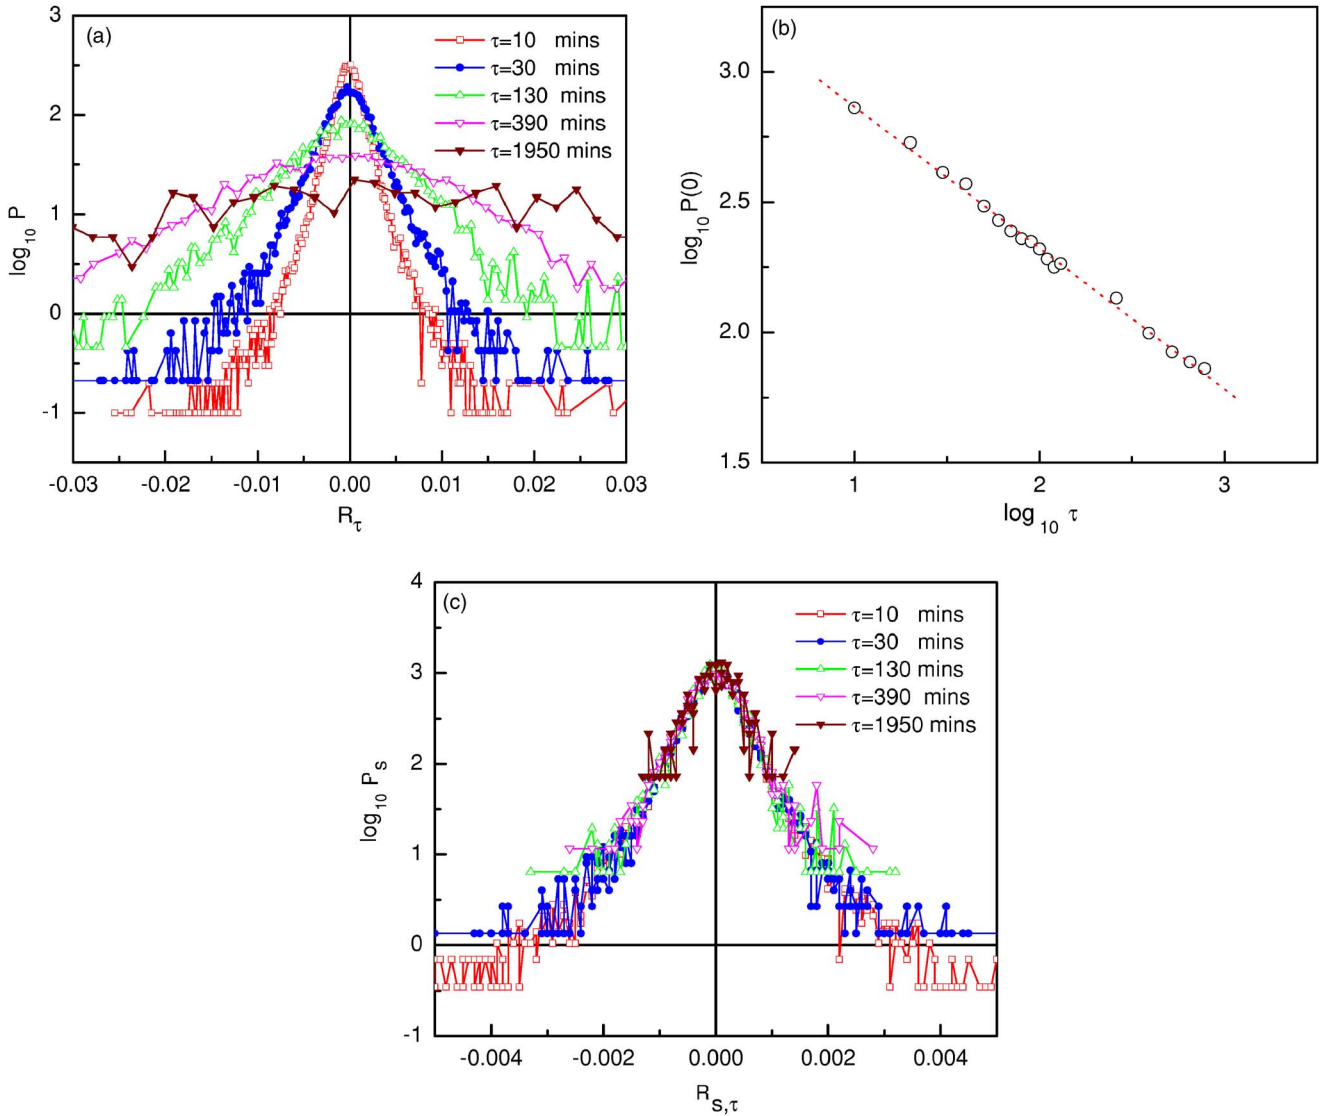 (a)
τ=10 mins
τ=30 mins
τ=130 mins
τ=390 mins
τ=1950 mins
3
2
1
0
-1
log10 P
-0.03 -0.02 -0.01 0.00 0.01 0.02 0.03
Rτ
(b)
3.0
2.5
2.0
1.5
log10 P(0)
1 2 3
log10 τ
(c)
τ=10 mins
τ=30 mins
τ=130 mins
τ=390 mins
τ=1950 mins
4
3
2
1
0
-1
log10 Ps
-0.004 -0.002 0.000 0.002 0.004
Rs,τ